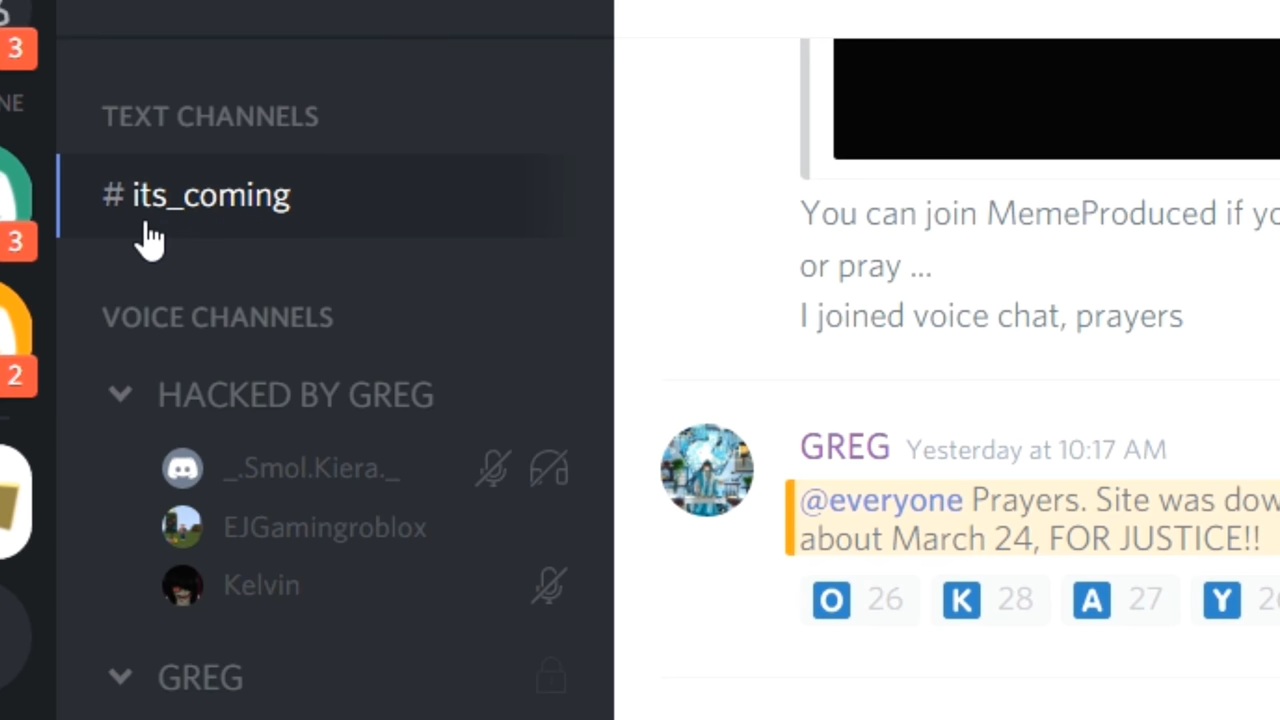 3
NE
3
2
TEXT CHANNELS
# its_coming
VOICE CHANNELS
HACKED BY GREG
_.Smol.Kiera._
EJGamingroblox
Kelvin
GREG
You can join MemeProduced if
or pray ...
I joined voice chat, prayers
GREG Yesterday at 10:17 AM
@everyone Prayers. Site was
about March 24, FOR JUSTICE!!
O 26 K 28 A 27 Y